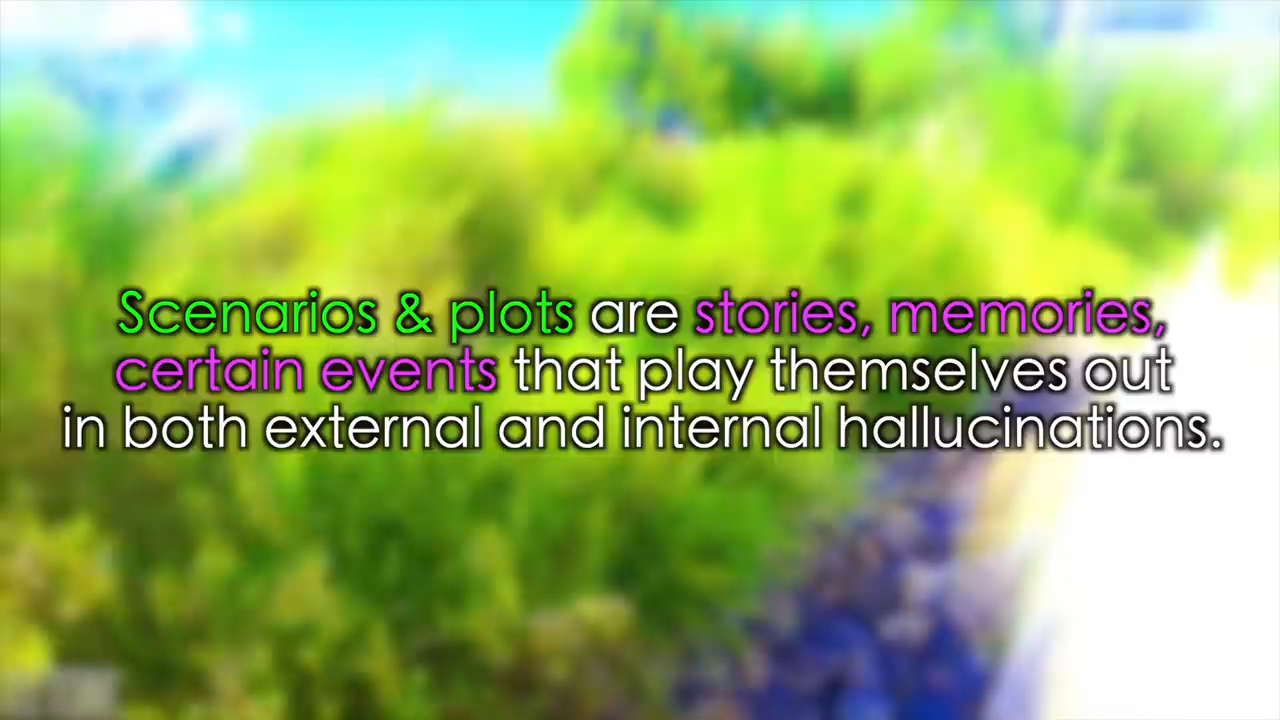 Scenarios & plots are stories, memories,
certain events that play themselves out
in both external and internal hallucinations.